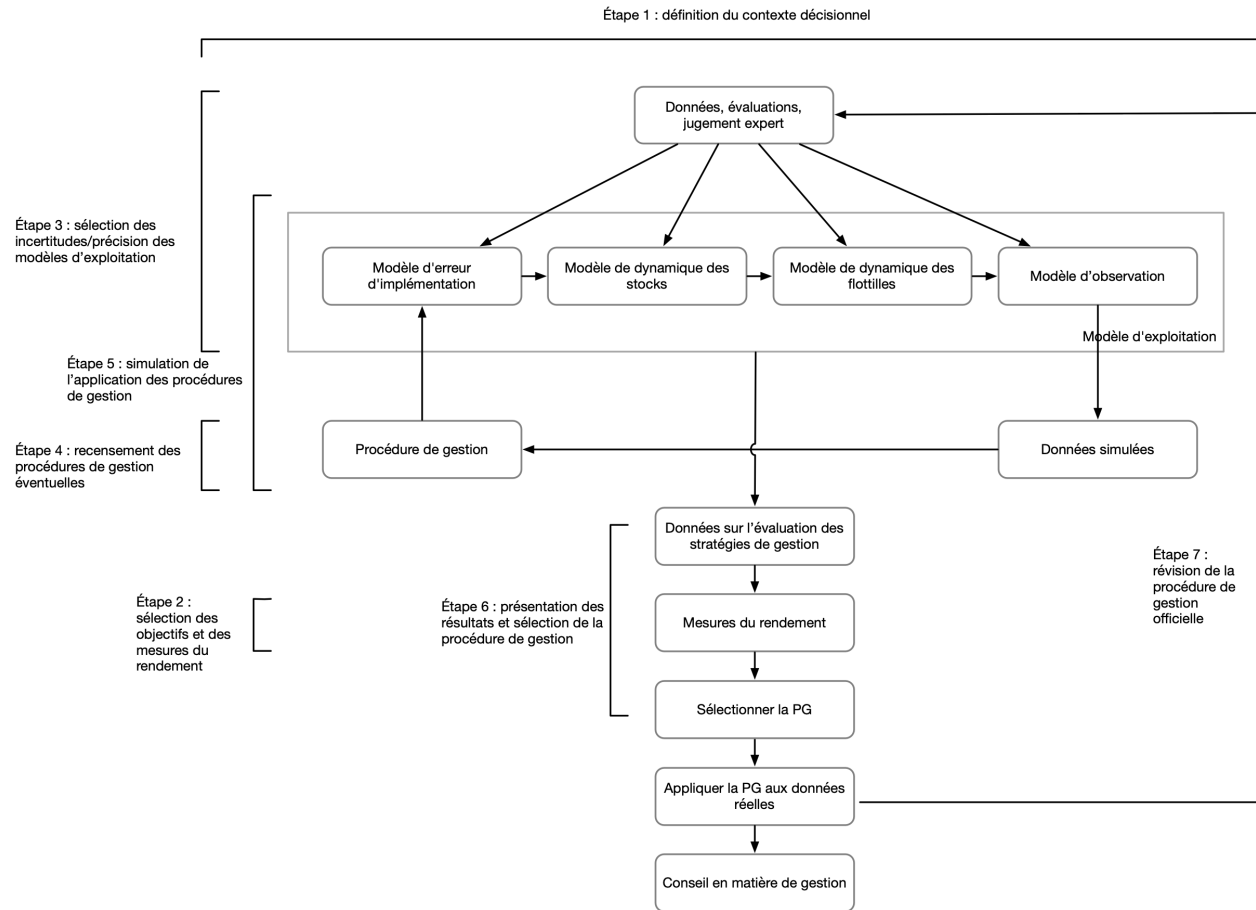 Étape 1 : définition du contexte décisionnel
Données, évaluations,
jugement expert
Étape 3 : sélection des
incertitudes/précision des
modèles d’exploitation
Modèle d'erreur
d'implémentation
Modèle de dynamique des
stocks
Modèle de dynamique des
flottilles
Modèle d’observation
Modèle d'exploitation
Étape 5 : simulation de
l’application des procédures
de gestion
Étape 4 : recensement des
procédures de gestion
éventuelles
Procédure de gestion
Données simulées
Données sur l’évaluation des
stratégies de gestion
Étape 7 :
révision de la
procédure de
gestion
officielle
Étape 2 :
sélection des
objectifs et des
mesures du
rendement
Étape 6 : présentation des
résultats et sélection de la
procédure de gestion
Mesures du rendement
Sélectionner la PG
Appliquer la PG aux données
réelles
Conseil en matière de gestion